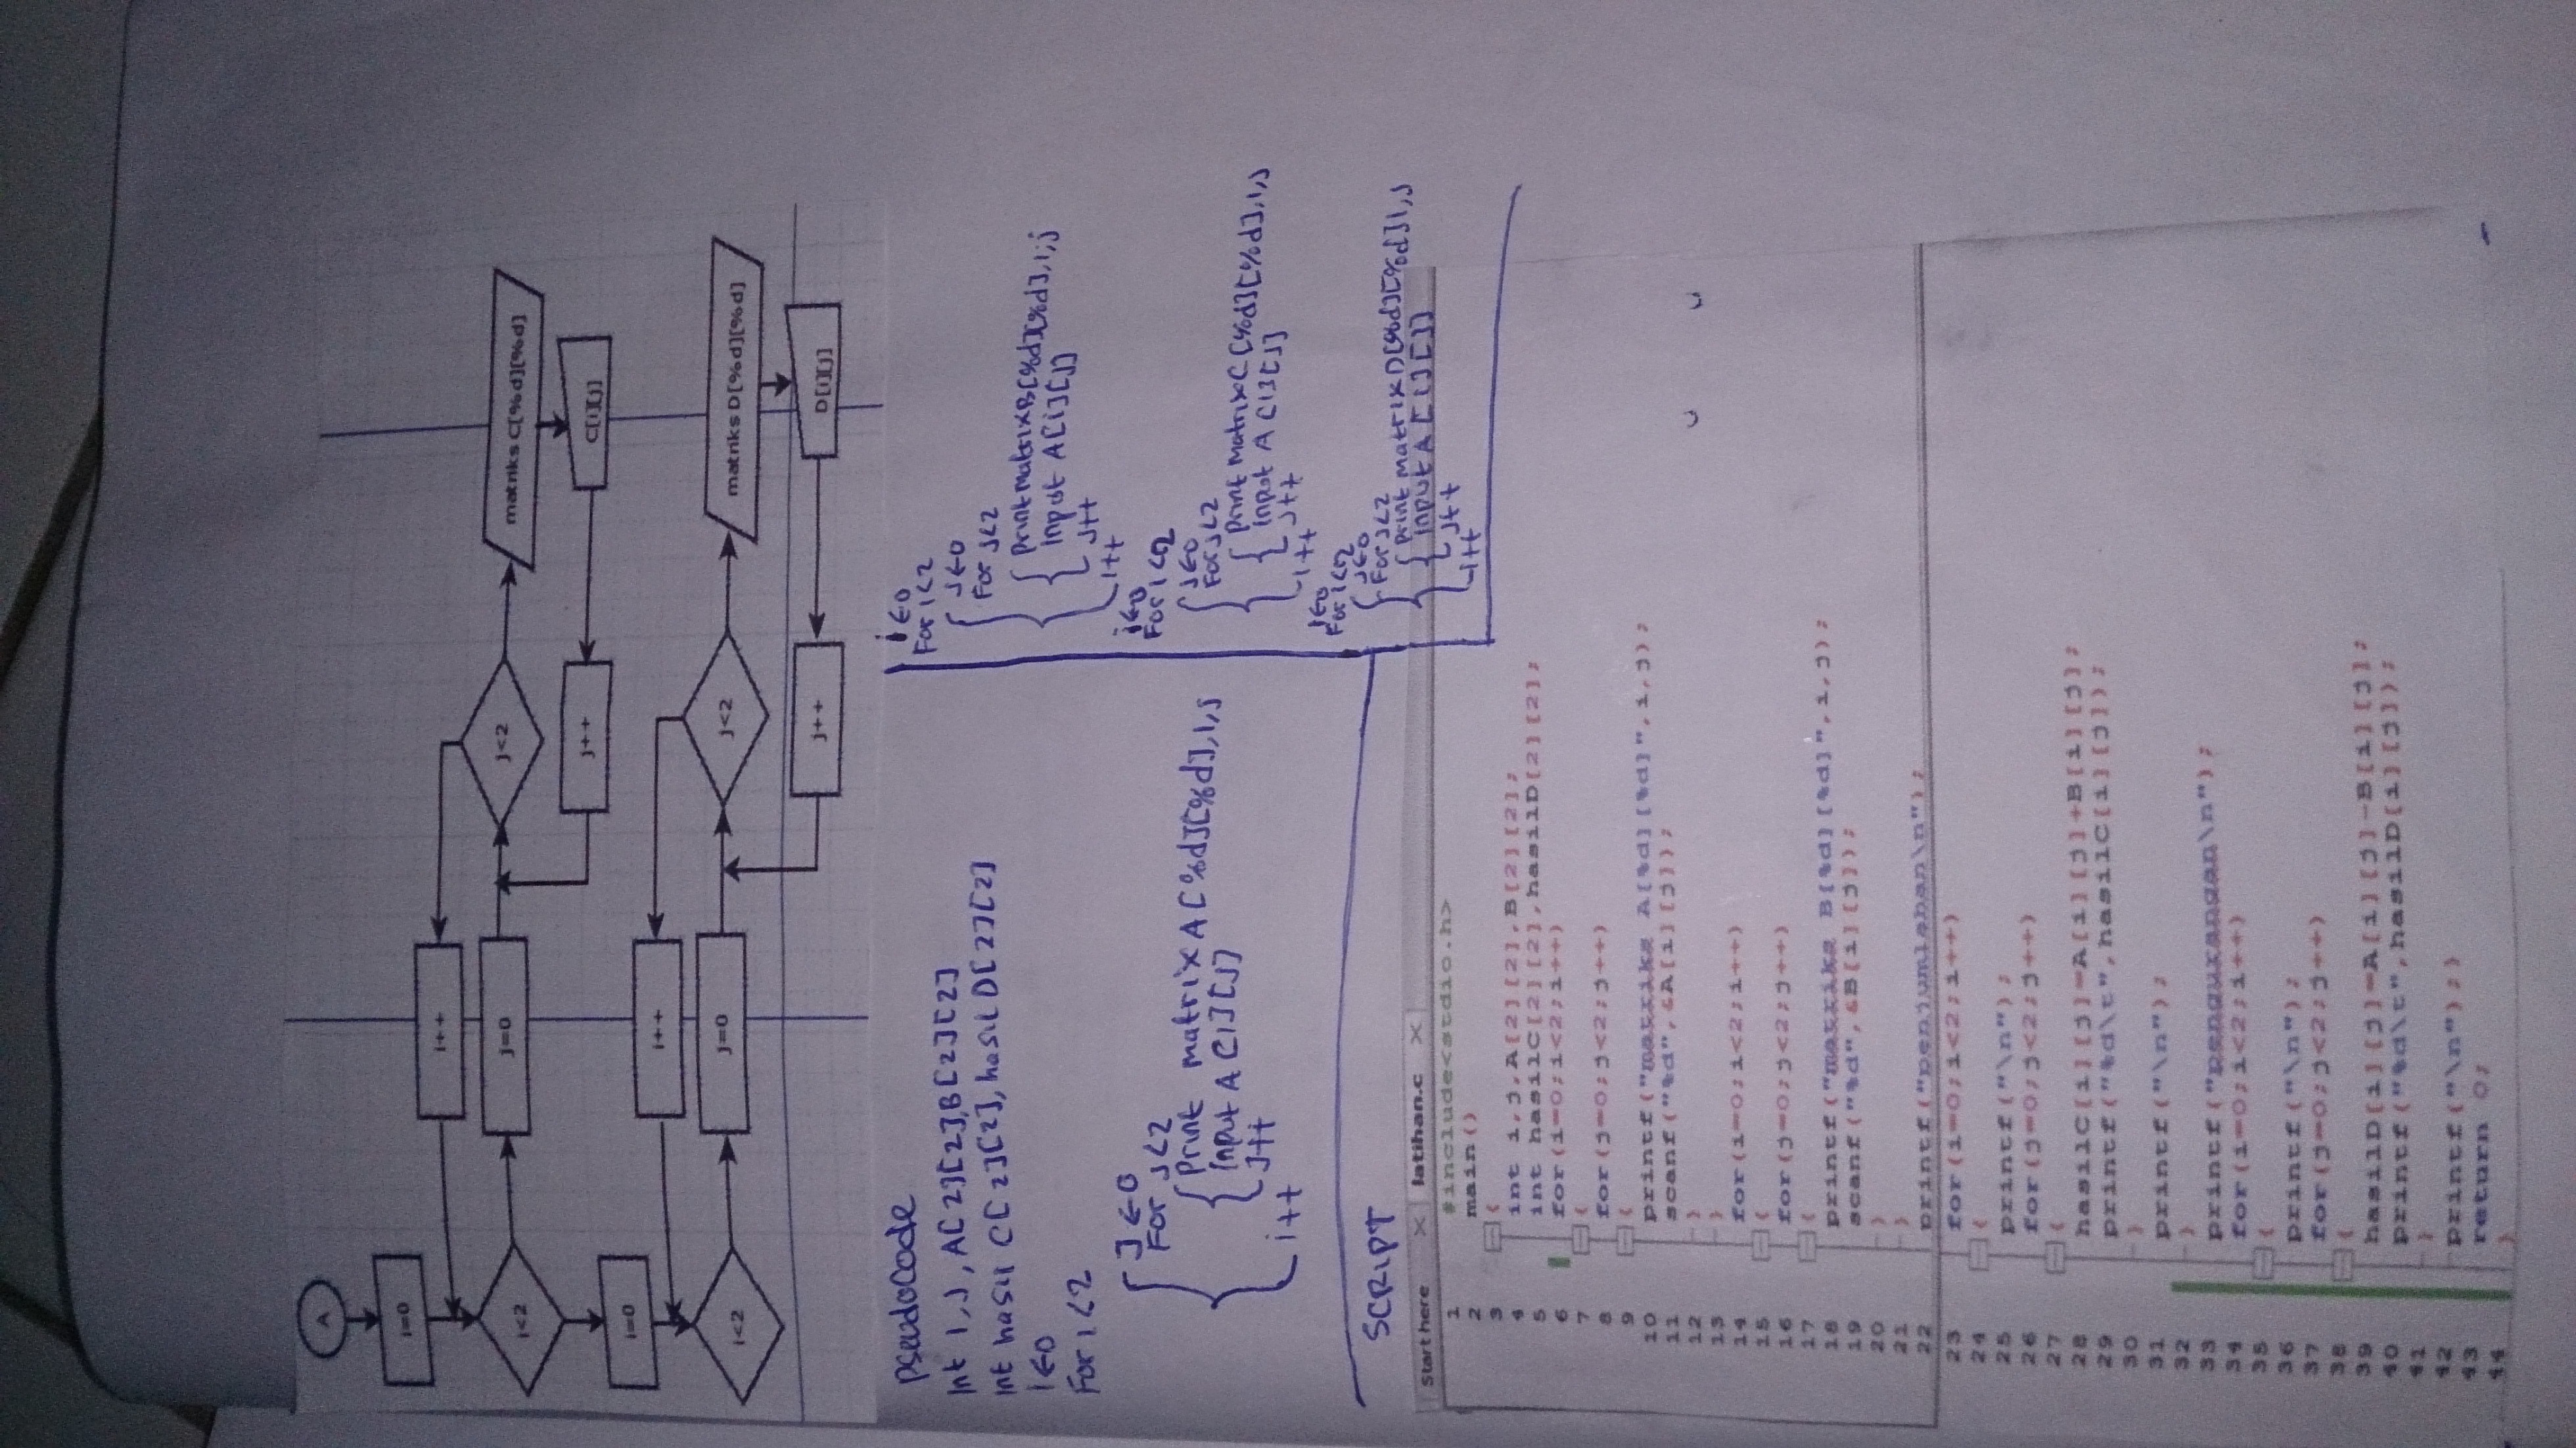 A
i=0
i<2
i++
j=0
j<2
j++
matriks C[%d][%d]
C[i][j]
i=0
i<2
i++
j=0
j<2
j++
matriks D[%d][%d]
D[i][j]
PseudoCode
Int i,j,A[2][2],B[2][2]
Int hasil C[2][2], hasil D[2][2]
i←0
For i<2
J←0
For J<2
Print matrix A[%d][%d],i,j
Input A[i][j]
J++
i++
i←0
For i<2
J←0
For J<2
Print matrix B[%d][%d],i,j
Input A[i][j]
J++
i++
i←0
For i<2
J←0
For J<2
Print Matrix C[%d][%d],i,j
Input A[i][j]
J++
i++
i←0
For i<2
J←0
For J<2
Print matrix D[%d][%d]i,j
Input A[i][j]
J++
i++
SCRIPT
Start here X latihan.c X
1 #include<stdio.h>
2 main()
3 {
4 int i,j,A[2][2],B[2][2];
5 int hasilC[2][2],hasilD[2][2];
6 for(i=0;i<2;i++)
7 {
8 for(j=0;j<2;j++)
9 {
10 printf("matriks A[%d][%d]",i,j);
11 scanf("%d",&A[i][j]);
12 }
13 }
14 for(i=0;i<2;i++)
15 {
16 for(j=0;j<2;j++)
17 {
18 printf("matriks B[%d][%d]",i,j);
19 scanf("%d",&B[i][j]);
20 }
21 }
22 printf("penjumlahan\n");
23 for(i=0;i<2;i++)
24 {
25 printf("\n");
26 for(j=0;j<2;j++)
27 {
28 hasilC[i][j]=A[i][j]+B[i][j];
29 printf("%d\t",hasilC[i][j]);
30 }
31 printf("\n");
32 }
33 printf("pengurangan\n");
34 for(i=0;i<2;i++)
35 {
36 printf("\n");
37 for(j=0;j<2;j++)
38 {
39 hasilD[i][j]=A[i][j]-B[i][j];
40 printf("%d\t",hasilD[i][j]);
41 }
42 printf("\n");}
43 return 0;
44 }